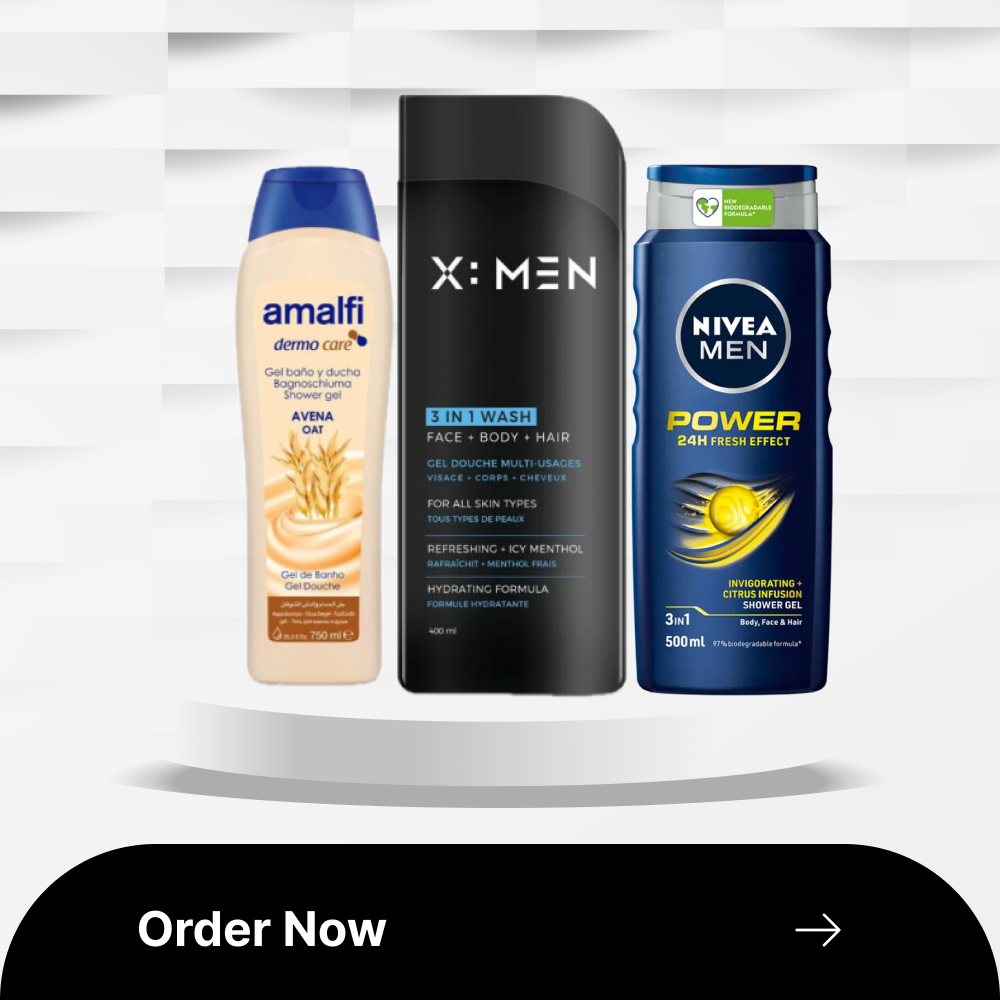 amalfi
dermo care
Gel baño y ducha
Bagnoschiuma
Shower gel
AVENA
OAT
Gel de Banho
Gel Douche
750 ml e
X:MEN
3 IN 1 WASH
FACE + BODY + HAIR
GEL DOUCHE MULTI-USAGES
VISAGE + CORPS + CHEVEUX
FOR ALL SKIN TYPES
TOUS TYPES DE PEAUX
REFRESHING + ICY MENTHOL
RAFRAÎCHIT + MENTHOL FRAIS
HYDRATING FORMULA
FORMULE HYDRATANTE
400 ml
NEW
BIODEGRADABLE
FORMULA*
NIVEA
MEN
POWER
24H FRESH EFFECT
INVIGORATING +
CITRUS INFUSION
SHOWER GEL
3IN1 Body, Face & Hair
500ml 97% biodegradable formula*
Order Now